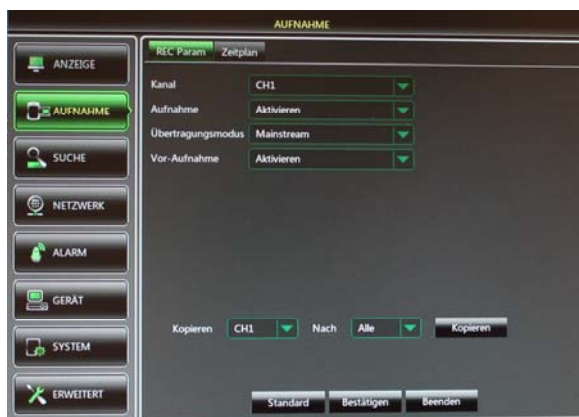 AUFNAHME
REC Param Zeitplan
ANZEIGE
AUFNAHME
SUCHE
NETZWERK
ALARM
GERÄT
SYSTEM
ERWEITERT
Kanal CH1
Aufnahme Aktivieren
Übertragungsmodus Mainstream
Vor-Aufnahme Aktivieren
Kopieren CH1 Nach Alle Kopieren
Standard Bestätigen Beenden